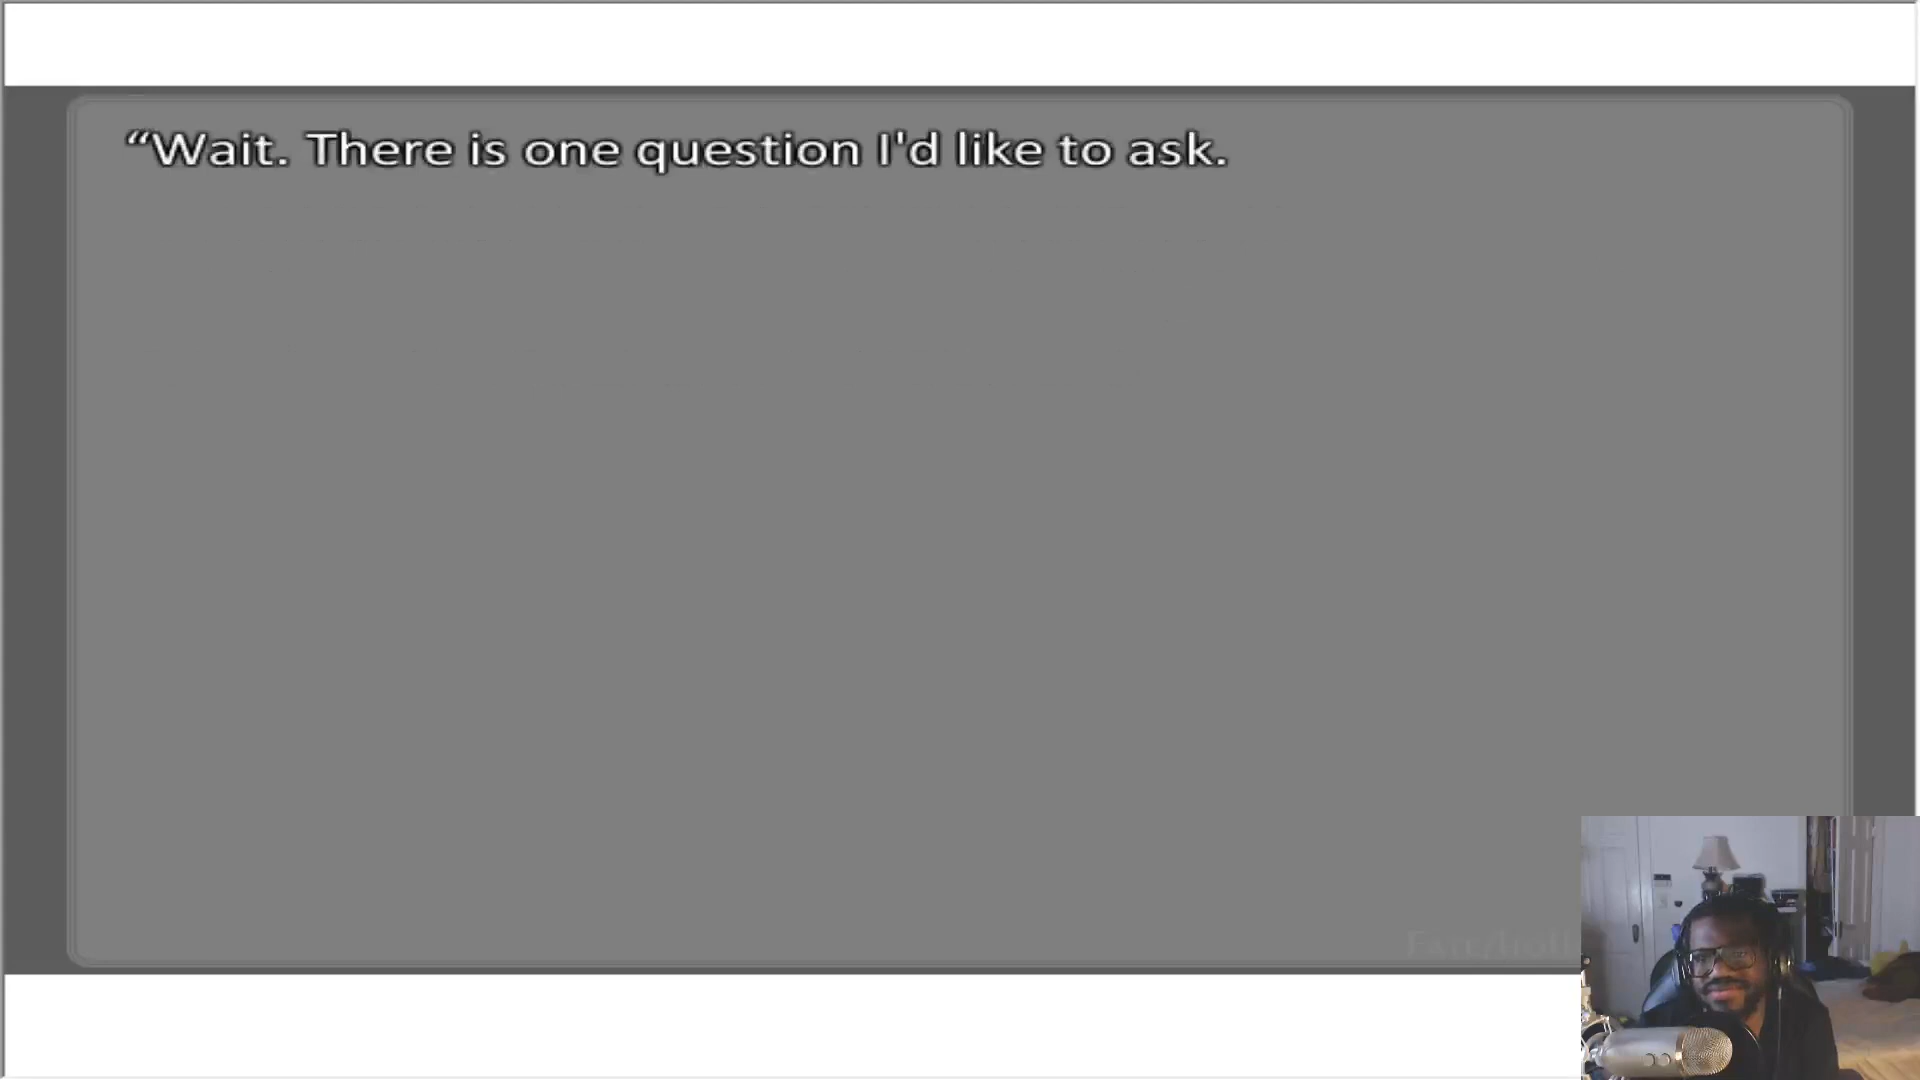 “Wait. There is one question I'd like to ask.